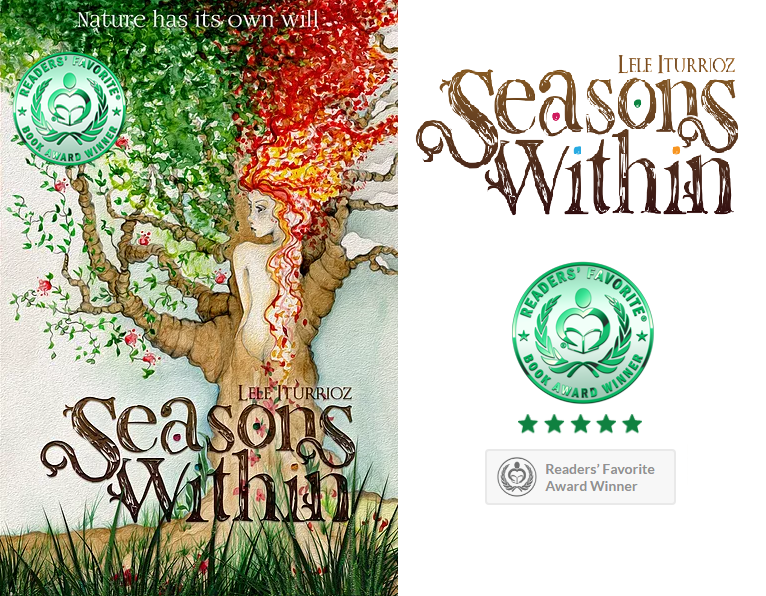 Nature has its own will
READERS' FAVORITE®
BOOK AWARD WINNER
LELE ITURRIOZ
Seasons
Within
LELE ITURRIOZ
Seasons
Within
READERS' FAVORITE®
BOOK AWARD WINNER
Readers' Favorite
Award Winner